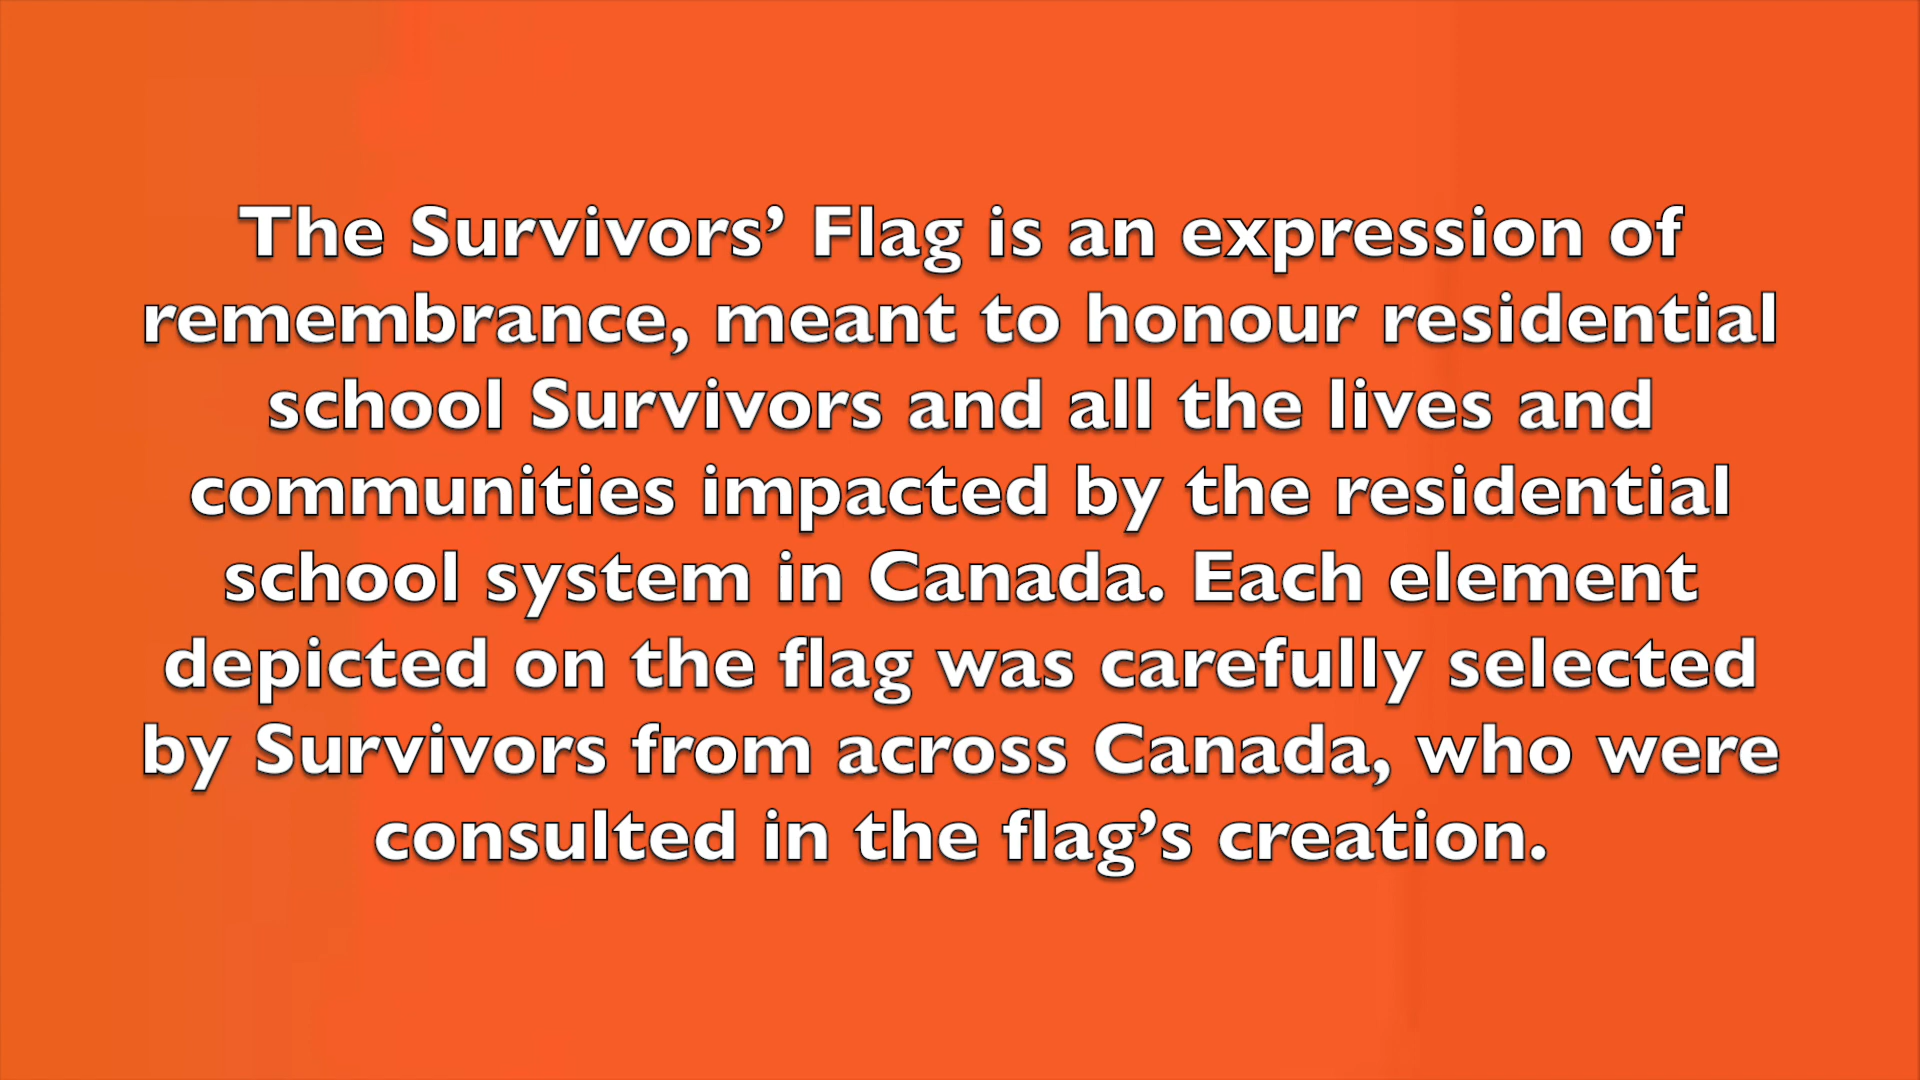 The Survivors’ Flag is an expression of
remembrance, meant to honour residential
school Survivors and all the lives and
communities impacted by the residential
school system in Canada. Each element
depicted on the flag was carefully selected
by Survivors from across Canada, who were
consulted in the flag’s creation.